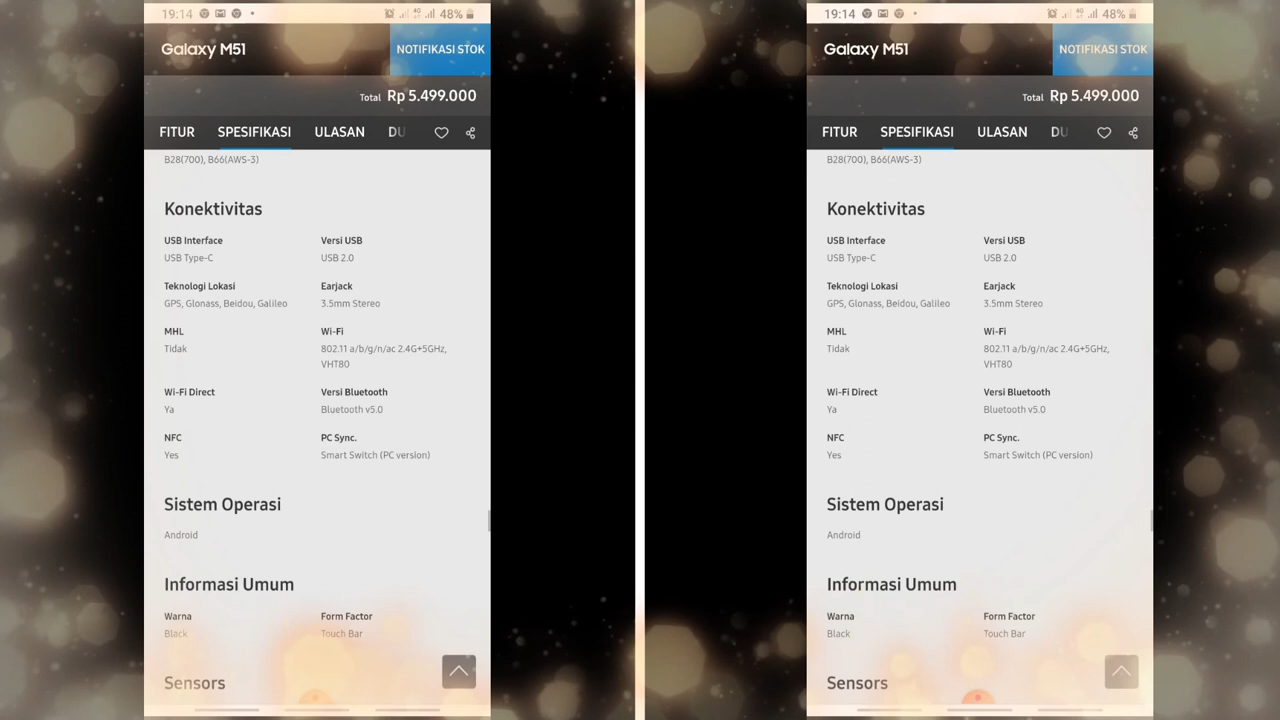 19:14
4G
48%
Galaxy M51
NOTIFIKASI STOK
Total Rp 5.499.000
FITUR SPESIFIKASI ULASAN DU
B28(700), B66(AWS-3)
Konektivitas
USB Interface
USB Type-C
Versi USB
USB 2.0
Teknologi Lokasi
GPS, Glonass, Beidou, Galileo
Earjack
3.5mm Stereo
MHL
Tidak
Wi-Fi
802.11 a/b/g/n/ac 2.4G+5GHz,
VHT80
Wi-Fi Direct
Ya
Versi Bluetooth
Bluetooth v5.0
NFC
Yes
PC Sync.
Smart Switch (PC version)
Sistem Operasi
Android
Informasi Umum
Warna
Black
Form Factor
Touch Bar
Sensors
19:14
4G
48%
Galaxy M51
NOTIFIKASI STOK
Total Rp 5.499.000
FITUR SPESIFIKASI ULASAN DU
B28(700), B66(AWS-3)
Konektivitas
USB Interface
USB Type-C
Versi USB
USB 2.0
Teknologi Lokasi
GPS, Glonass, Beidou, Galileo
Earjack
3.5mm Stereo
MHL
Tidak
Wi-Fi
802.11 a/b/g/n/ac 2.4G+5GHz,
VHT80
Wi-Fi Direct
Ya
Versi Bluetooth
Bluetooth v5.0
NFC
Yes
PC Sync.
Smart Switch (PC version)
Sistem Operasi
Android
Informasi Umum
Warna
Black
Form Factor
Touch Bar
Sensors